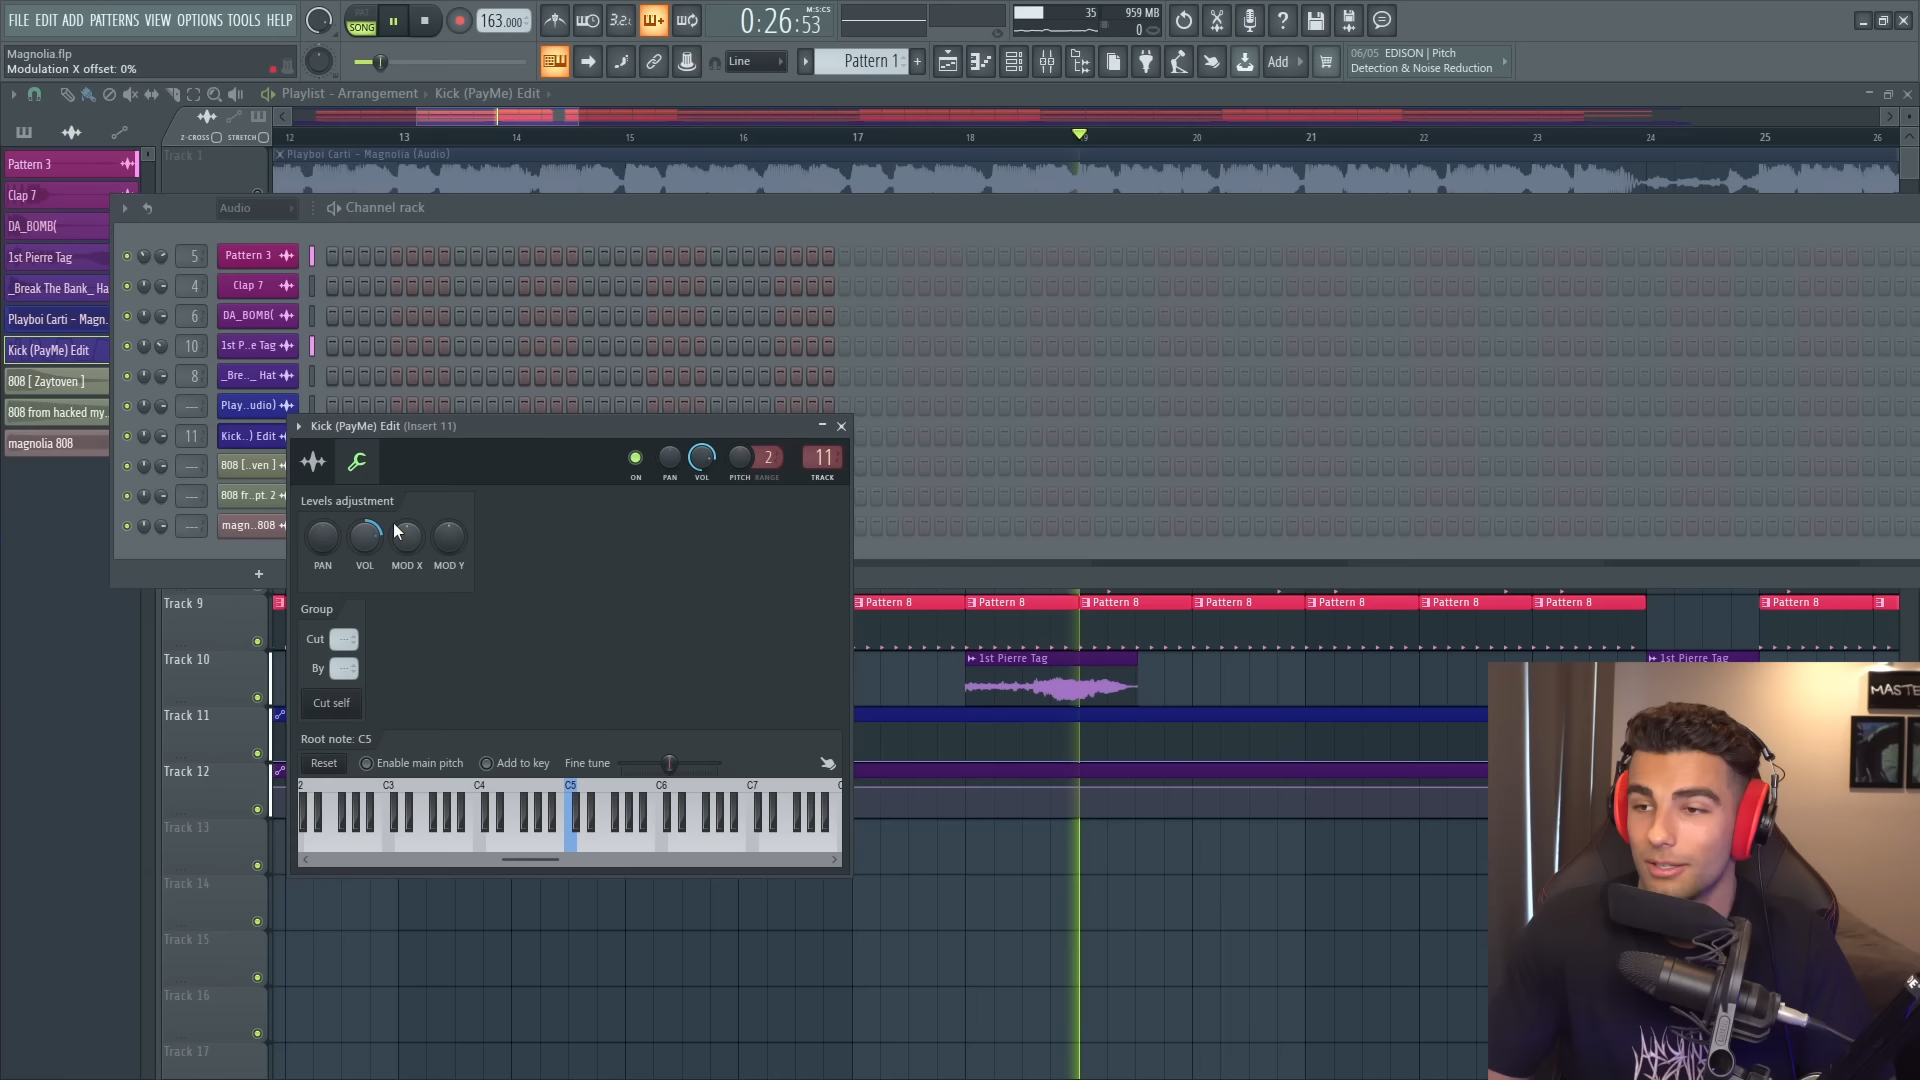 FILE EDIT ADD PATTERNS VIEW OPTIONS TOOLS HELP
PAT
SONG
163.000
3.2.
0:26:53
M:S:CS
35
959 MB
0
Magnolia.flp
Modulation X offset: 0%
Line
Pattern 1
+
Add
06/05 EDISON | Pitch
Detection & Noise Reduction
Playlist - Arrangement
Kick (PayMe) Edit
Z-CROSS
STRETCH
12 13 14 15 16 17 18 9 20 21 22 23 24 25 26
Pattern 3
Clap 7
DA_BOMB(
1st Pierre Tag
_Break The Bank_ Ha
Playboi Carti - Magn.
Kick (PayMe) Edit
808 [ Zaytoven ]
808 from hacked my..
magnolia 808
Track 1
Playboi Carti - Magnolia (Audio)
Audio
Channel rack
5 Pattern 3
4 Clap 7
6 DA_BOMB(
10 1st P..e Tag
8 _Bre.._ Hat
--- Play..udio)
11 Kick..) Edit
--- 808 [..ven ]
--- 808 fr..pt. 2
--- magn..808
+
Kick (PayMe) Edit (Insert 11)
ON
PAN
VOL
PITCH
2
RANGE
11
TRACK
Levels adjustment
PAN
VOL
MOD X
MOD Y
Group
Cut ---
By ---
Cut self
Root note: C5
Reset
Enable main pitch
Add to key
Fine tune
2 C3 C4 C5 C6 C7
Track 9
Pattern 8
Pattern 8
Pattern 8
Pattern 8
Pattern 8
Pattern 8
Pattern 8
Pattern 8
Track 10
1st Pierre Tag
1st Pierre Tag
Track 11
Track 12
Track 13
Track 14
Track 15
Track 16
Track 17
MASTE